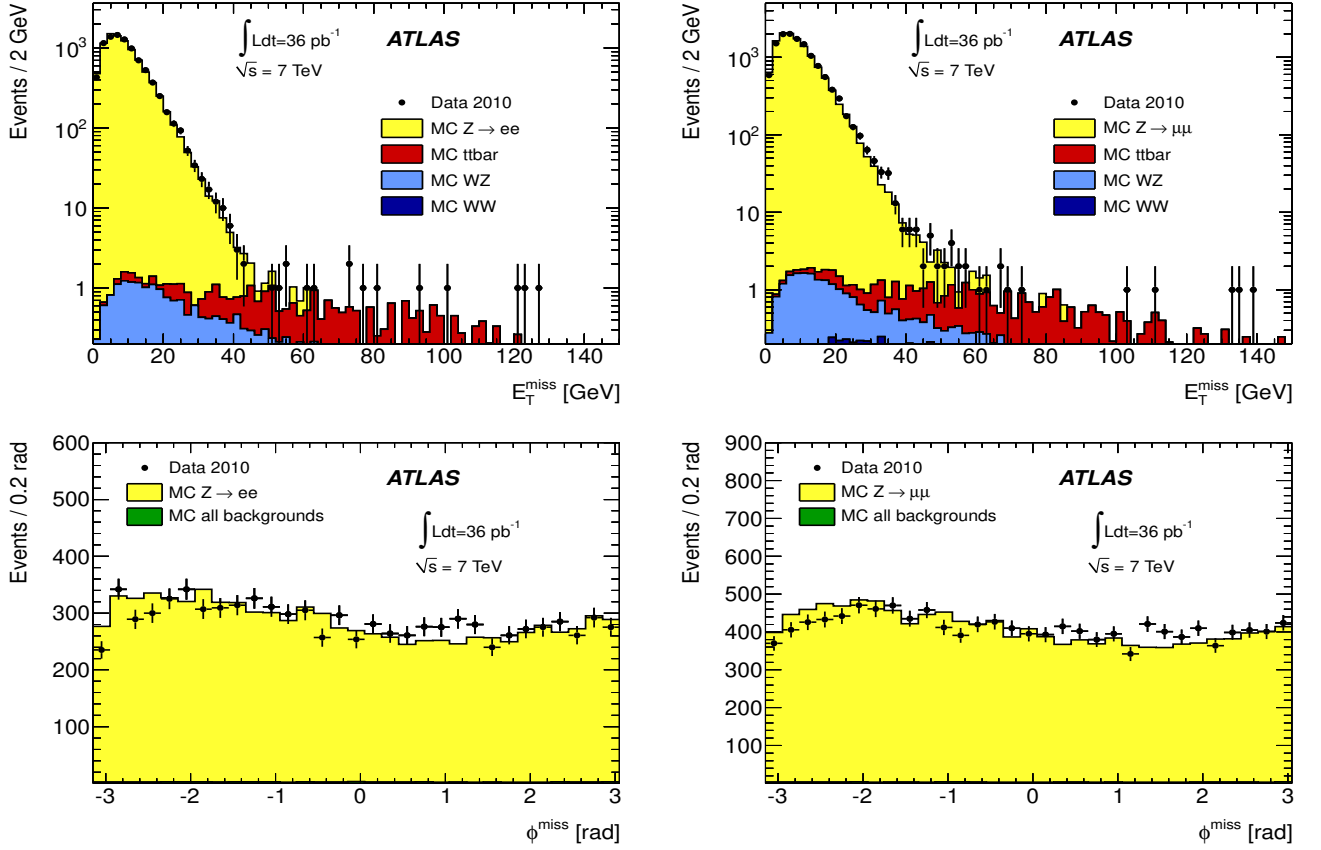 Events / 2 GeV
10³
10²
10
1
∫ Ldt=36 pb⁻¹
√s = 7 TeV
ATLAS
Data 2010
MC Z → ee
MC ttbar
MC WZ
MC WW
0 20 40 60 80 100 120 140
E_T^miss [GeV]
Events / 2 GeV
10³
10²
10
1
∫ Ldt=36 pb⁻¹
√s = 7 TeV
ATLAS
Data 2010
MC Z → μμ
MC ttbar
MC WZ
MC WW
0 20 40 60 80 100 120 140
E_T^miss [GeV]
Events / 0.2 rad
600
500
400
300
200
100
Data 2010
MC Z → ee
MC all backgrounds
ATLAS
∫ Ldt=36 pb⁻¹
√s = 7 TeV
-3 -2 -1 0 1 2 3
ϕ^miss [rad]
Events / 0.2 rad
900
800
700
600
500
400
300
200
100
Data 2010
MC Z → μμ
MC all backgrounds
ATLAS
∫ Ldt=36 pb⁻¹
√s = 7 TeV
-3 -2 -1 0 1 2 3
ϕ^miss [rad]